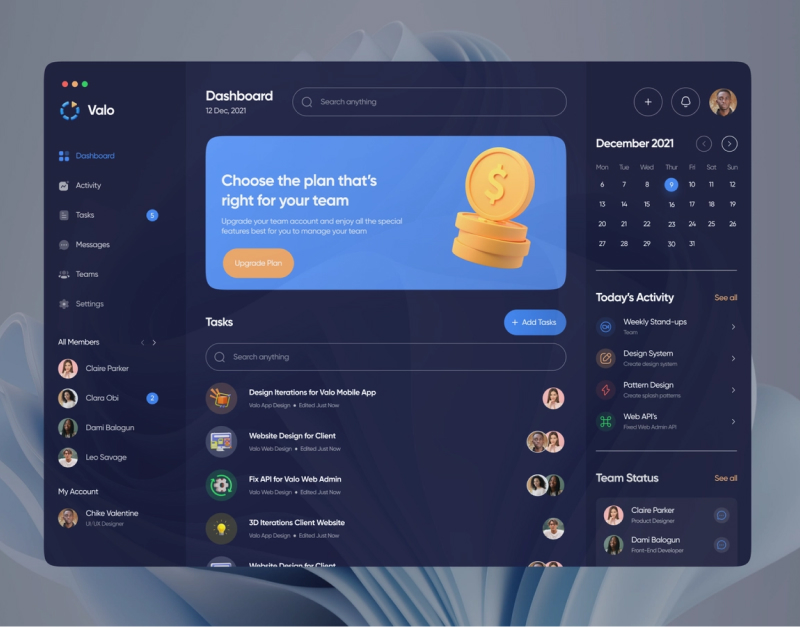 Valo
Dashboard
Activity
Tasks 5
Messages
Teams
Settings
All Members
Claire Parker
Clara Obi 2
Dami Balogun
Leo Savage
My Account
Chike Valentine
UI/UX Designer
Dashboard
12 Dec, 2021
Search anything
Choose the plan that's
right for your team
Upgrade your team account and enjoy all the special
features best for you to manage your team
Upgrade Plan
Tasks
+ Add Tasks
Search anything
Design Iterations for Valo Mobile App
Valo App Design • Edited Just Now
Website Design for Client
Valo Web Design • Edited Just Now
Fix API for Valo Web Admin
Valo Web Design • Edited Just Now
3D Iterations Client Website
Valo App Design • Edited Just Now
Website Design for Client
December 2021
Mon Tue Wed Thur Fri Sat Sun
6 7 8 9 10 11 12
13 14 15 16 17 18 19
20 21 22 23 24 25 26
27 28 29 30 31
Today's Activity See all
Weekly Stand-ups
Team
Design System
Create design system
Pattern Design
Create splash patterns
Web API's
Fixed Web Admin API
Team Status See all
Claire Parker
Product Designer
Dami Balogun
Front-End Developer